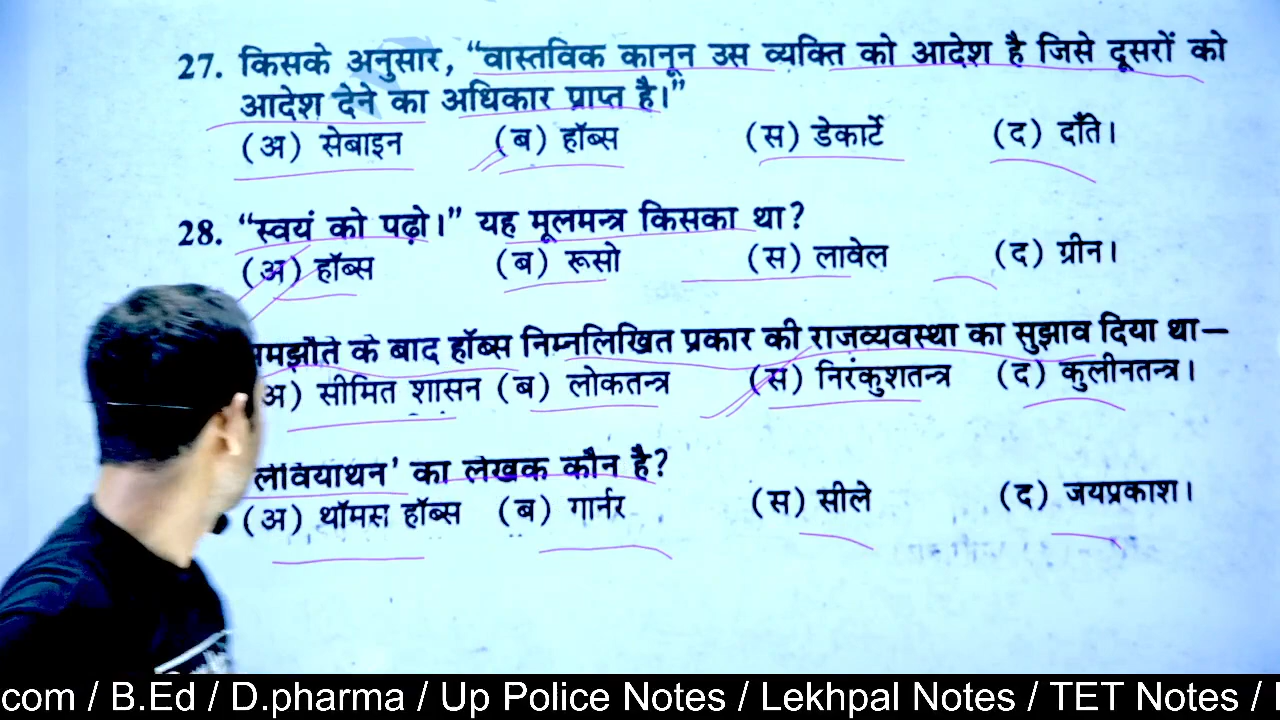 27. किसके अनुसार, “वास्तविक कानून उस व्यक्ति को आदेश है जिसे दूसरों को
आदेश देने का अधिकार प्राप्त है।”
(अ) सेबाइन (ब) हॉब्स (स) डेकार्टे (द) दाँते।
28. “स्वयं को पढ़ो।” यह मूलमन्त्र किसका था?
(अ) हॉब्स (ब) रूसो (स) लावेल (द) ग्रीन।
के बाद हॉब्स निम्नलिखित प्रकार की राजव्यवस्था का सुझाव दिया था—
अ) सीमित शासन (ब) लोकतन्त्र (स) निरंकुशतन्त्र (द) कुलीनतन्त्र।
लेवियाथन’ का लेखक कौन है?
(अ) थॉमस हॉब्स (ब) गार्नर (स) सीले (द) जयप्रकाश।
com / B.Ed / D.pharma / Up Police Notes / Lekhpal Notes / TET Notes /